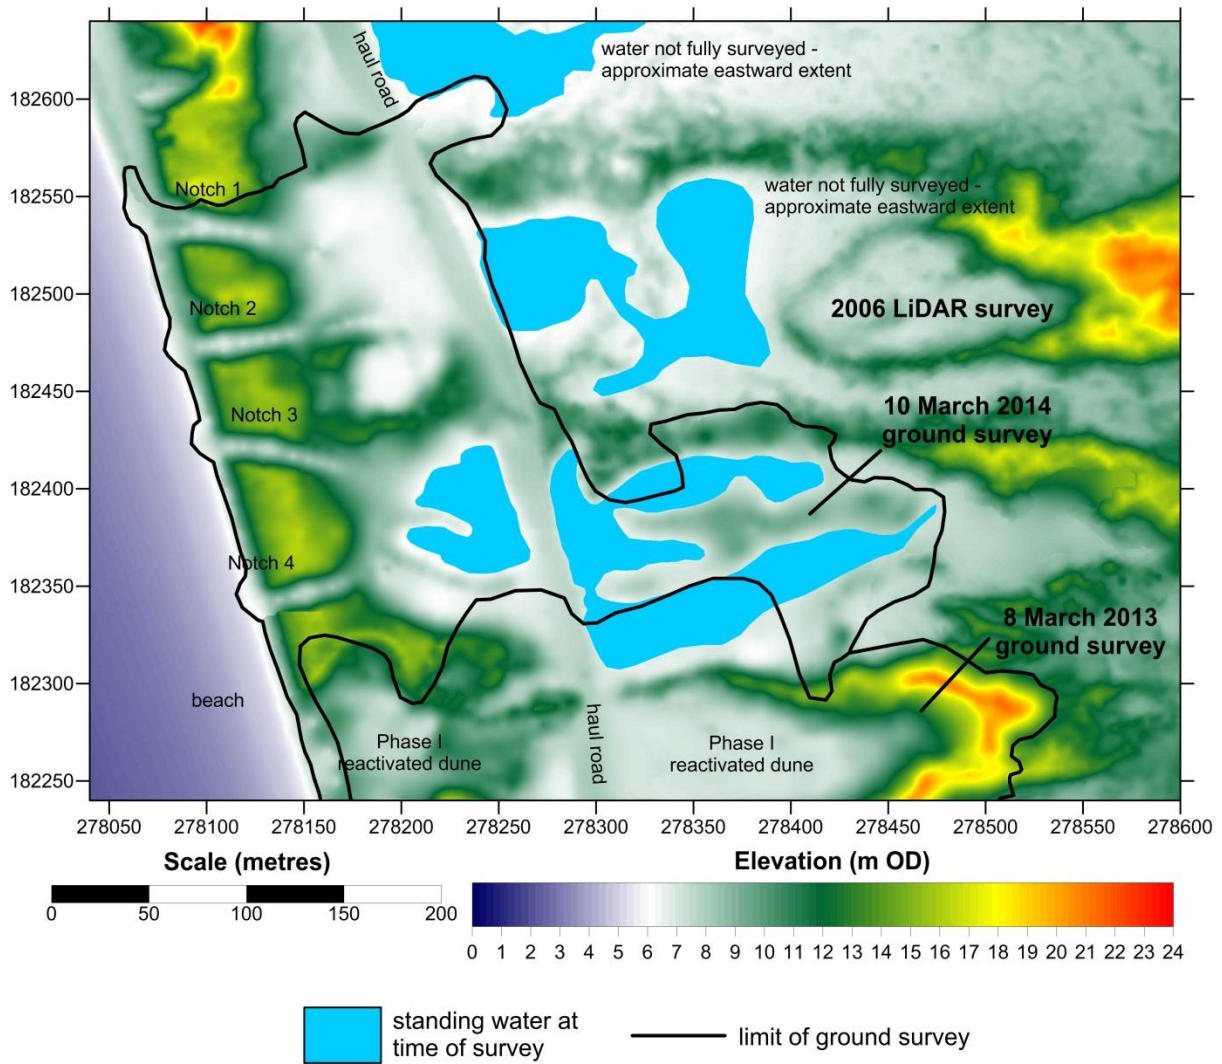 haul road
water not fully surveyed -
approximate eastward extent
182600
Notch 1
182550
water not fully surveyed -
approximate eastward extent
182500
Notch 2
2006 LiDAR survey
182450
Notch 3
10 March 2014
ground survey
182400
Notch 4
182350
8 March 2013
ground survey
182300
beach
haul road
Phase I
reactivated dune
Phase I
reactivated dune
182250
278050 278100 278150 278200 278250 278300 278350 278400 278450 278500 278550 278600
Scale (metres)
0 50 100 150 200
Elevation (m OD)
0 1 2 3 4 5 6 7 8 9 10 11 12 13 14 15 16 17 18 19 20 21 22 23 24
standing water at
time of survey
limit of ground survey